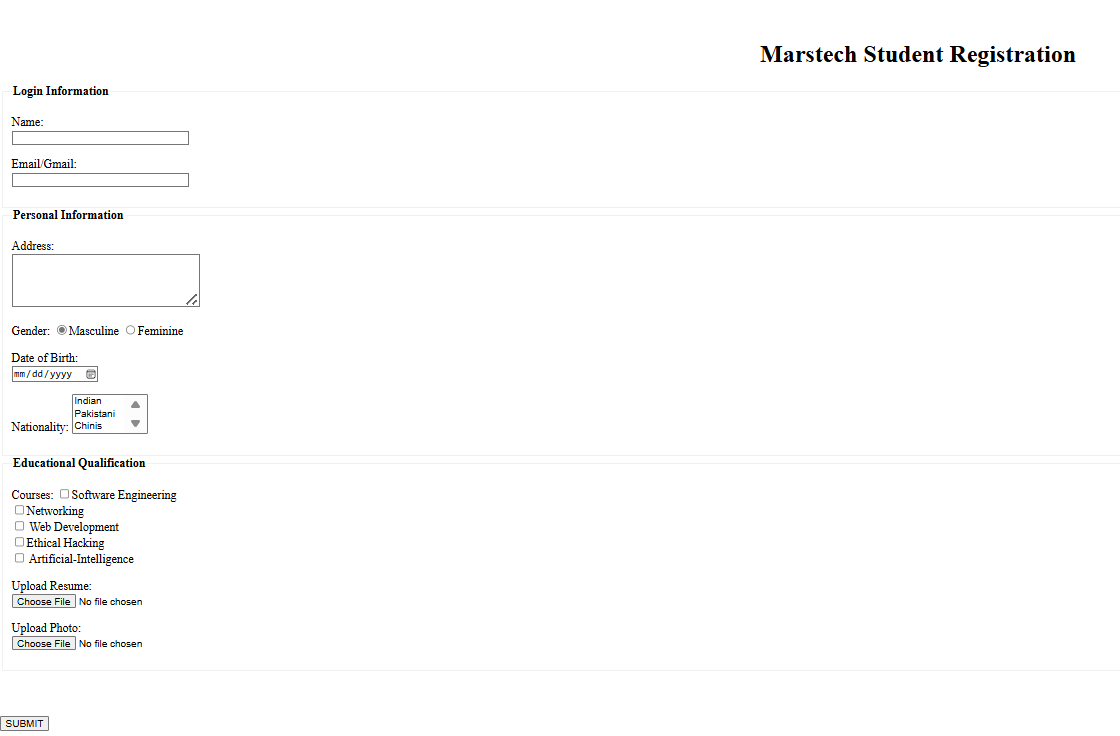 Marstech Student Registration
Login Information
Name:
Email/Gmail:
Personal Information
Address:
Gender: Masculine Feminine
Date of Birth:
mm/dd/yyyy
Indian
Pakistani
Nationality: Chinis
Educational Qualification
Courses: Software Engineering
Networking
Web Development
Ethical Hacking
Artificial-Intelligence
Upload Resume:
Choose File No file chosen
Upload Photo:
Choose File No file chosen
SUBMIT